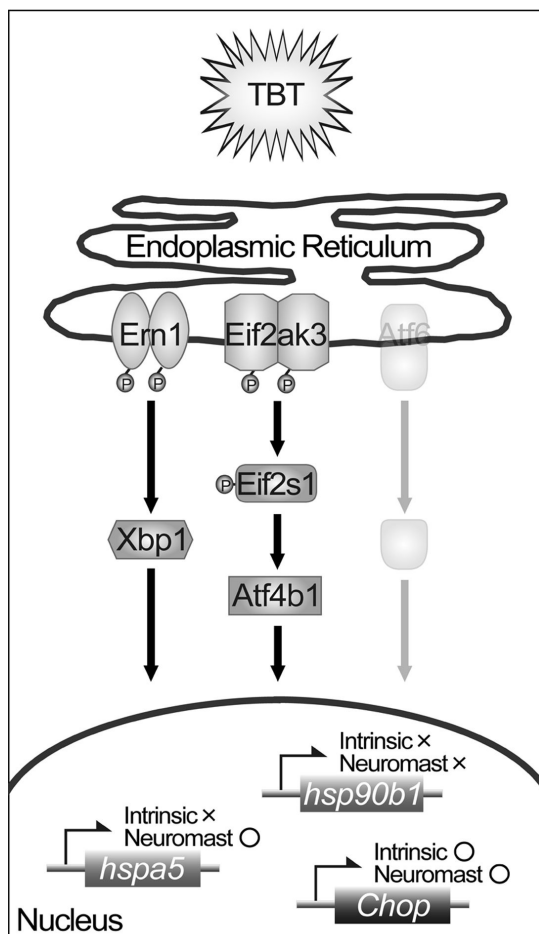 TBT
Endoplasmic Reticulum
Ern1
Eif2ak3
Atf6
P
P
P
P
P
Eif2s1
Xbp1
Atf4b1
Intrinsic ×
Neuromast ×
hsp90b1
Intrinsic ×
Neuromast ○
hspa5
Intrinsic ○
Neuromast ○
Chop
Nucleus